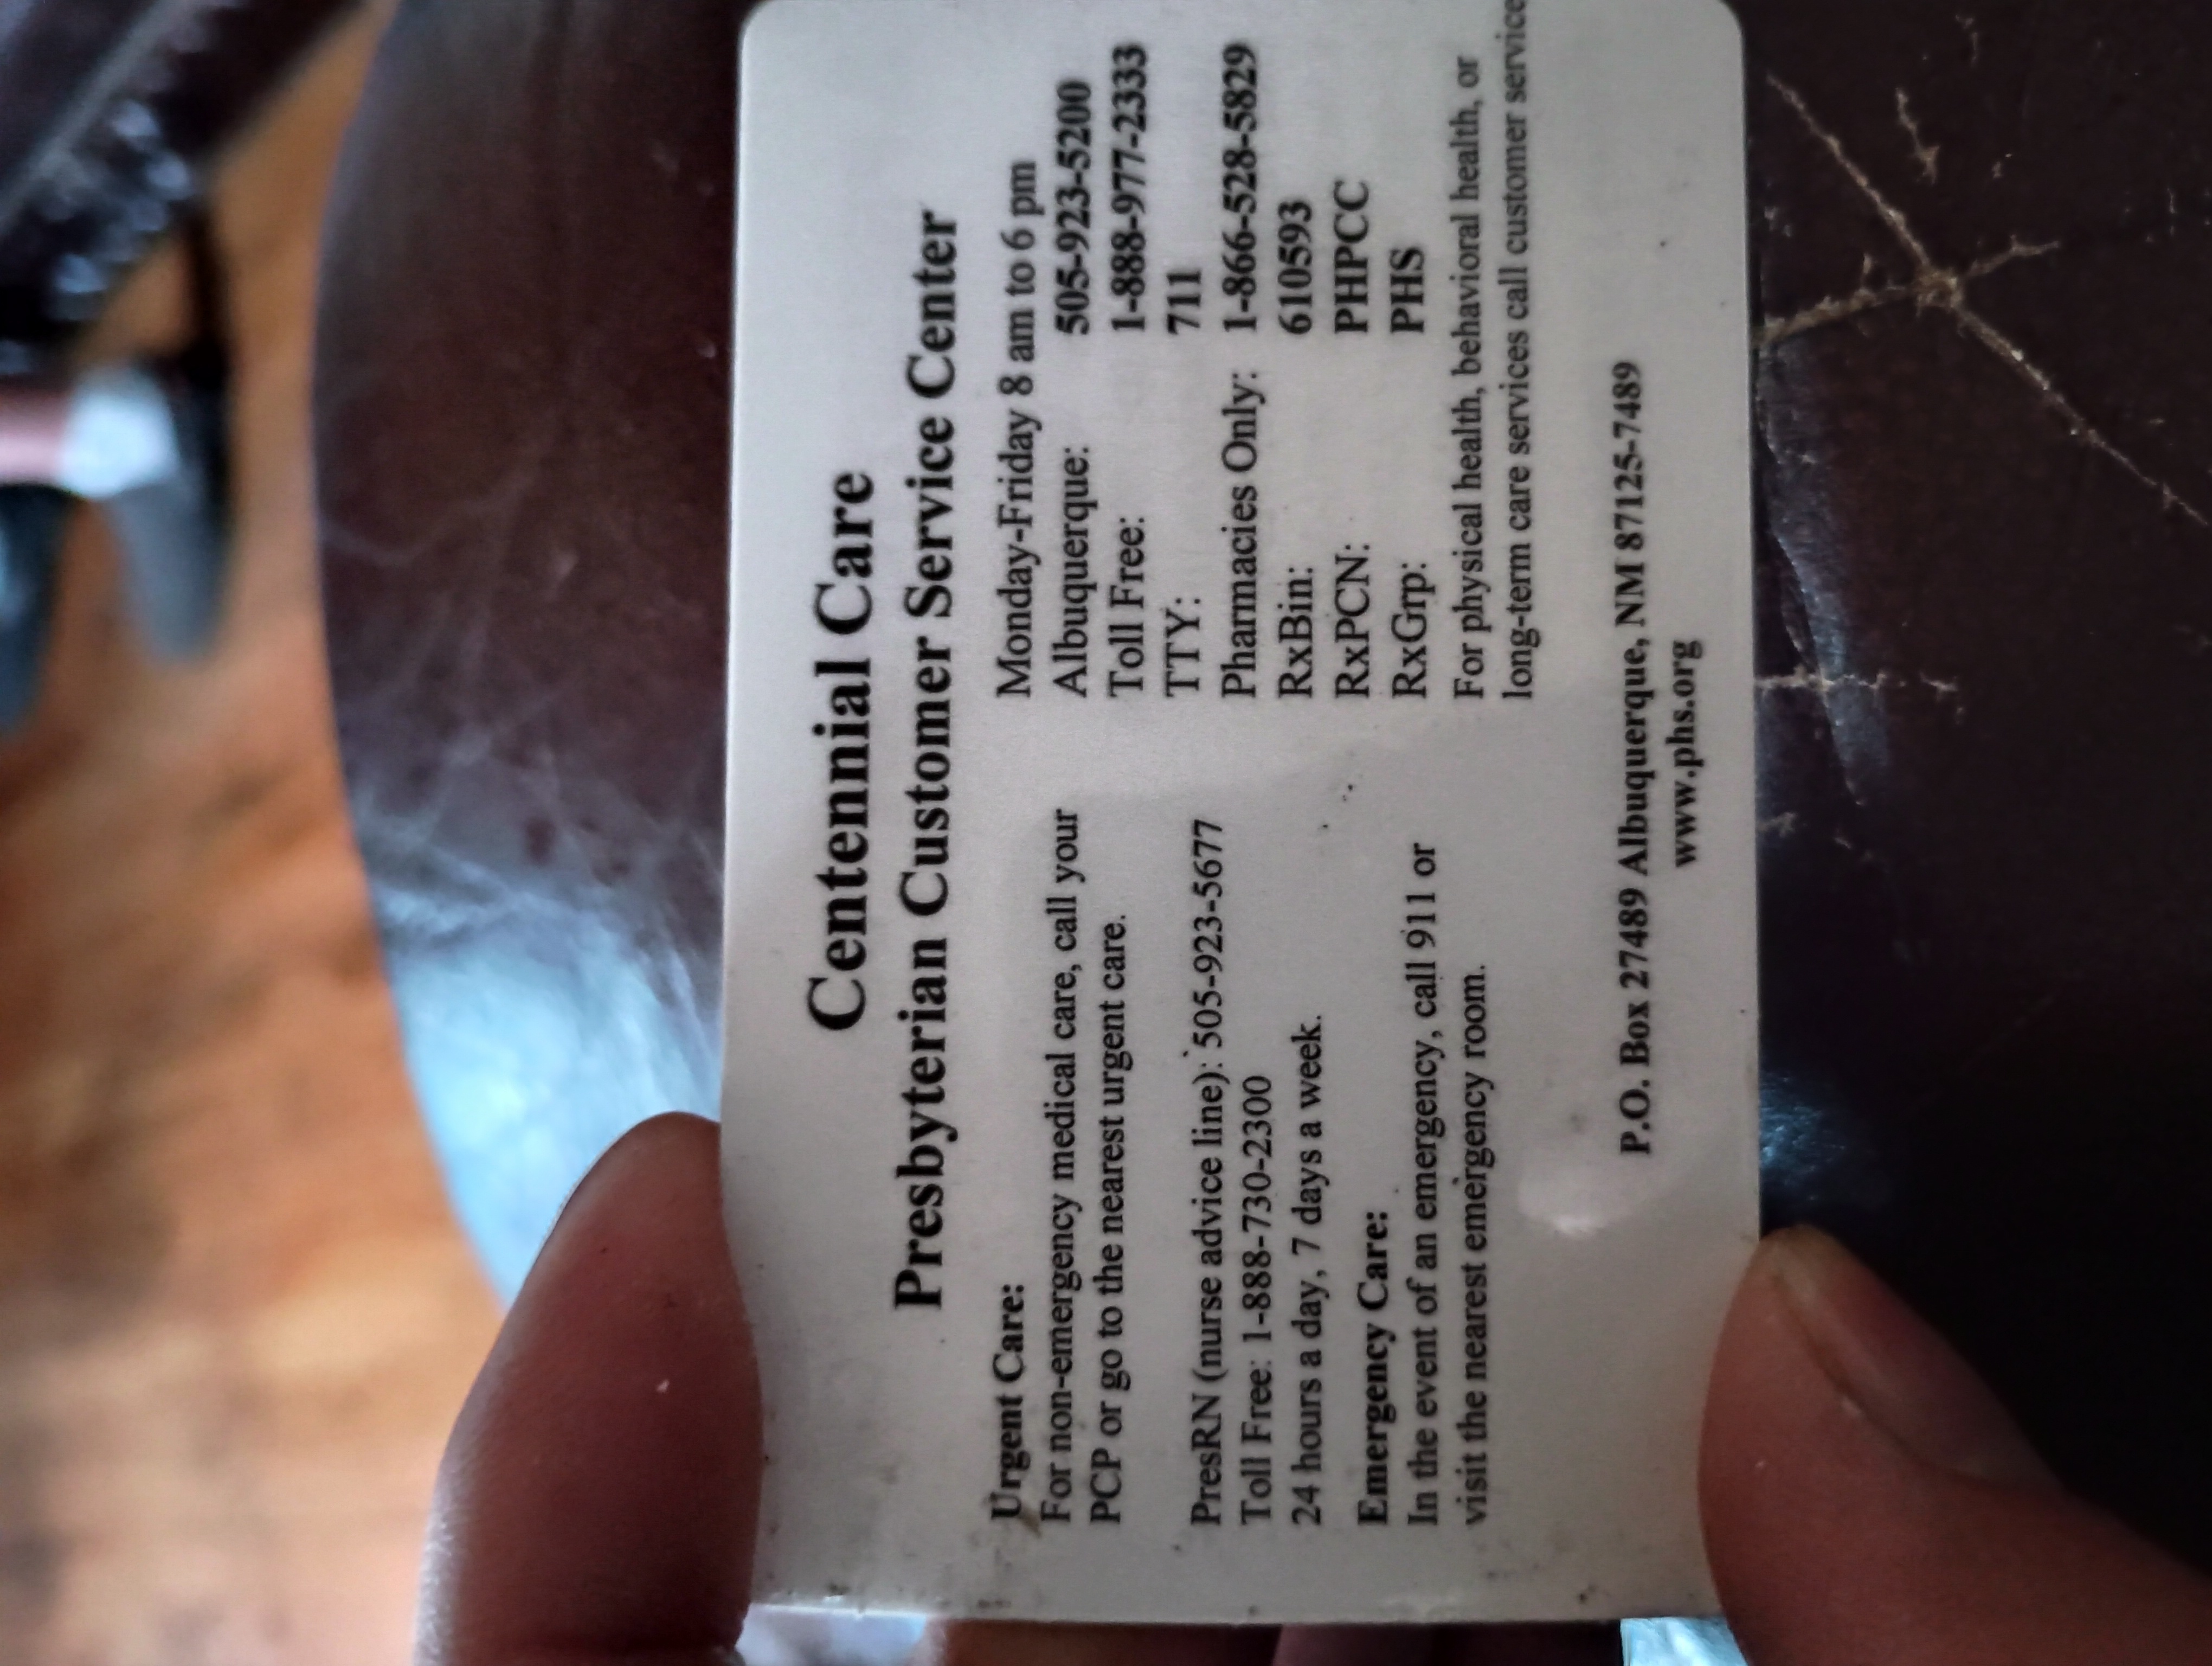 Centennial Care
Presbyterian Customer Service Center
Urgent Care:
For non-emergency medical care, call your
PCP or go to the nearest urgent care.
PresRN (nurse advice line): 505-923-5677
Toll Free: 1-888-730-2300
24 hours a day, 7 days a week.
Emergency Care:
In the event of an emergency, call 911 or
visit the nearest emergency room.
Monday-Friday 8 am to 6 pm
Albuquerque: 505-923-5200
Toll Free: 1-888-977-2333
TTY: 711
Pharmacies Only: 1-866-528-5829
RxBin: 610593
RxPCN: PHPCC
RxGrp: PHS
For physical health, behavioral health, or
long-term care services call customer service
P.O. Box 27489 Albuquerque, NM 87125-7489
www.phs.org